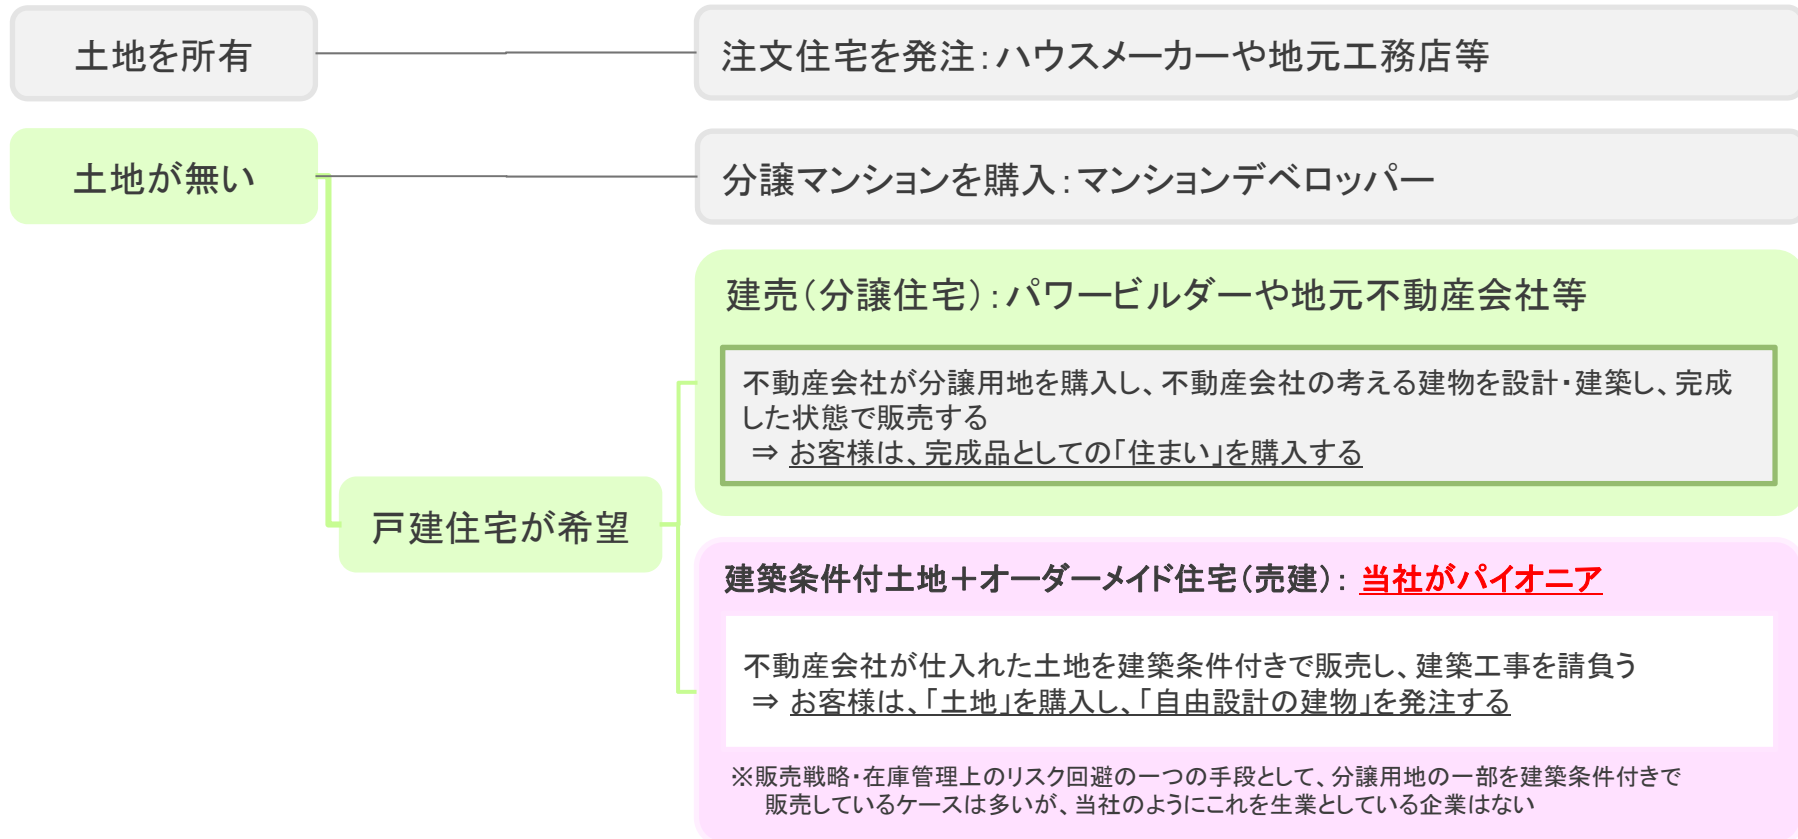 土地を所有
注文住宅を発注：ハウスメーカーや地元工務店等
土地が無い
分譲マンションを購入：マンションデベロッパー
建売（分譲住宅）：パワービルダーや地元不動産会社等
不動産会社が分譲用地を購入し、不動産会社の考える建物を設計・建築し、完成
した状態で販売する
⇒ お客様は、完成品としての「住まい」を購入する
戸建住宅が希望
建築条件付土地＋オーダーメイド住宅（売建）：当社がパイオニア
不動産会社が仕入れた土地を建築条件付きで販売し、建築工事を請負う
⇒ お客様は、「土地」を購入し、「自由設計の建物」を発注する
※販売戦略・在庫管理上のリスク回避の一つの手段として、分譲用地の一部を建築条件付きで
販売しているケースは多いが、当社のようにこれを生業としている企業はない